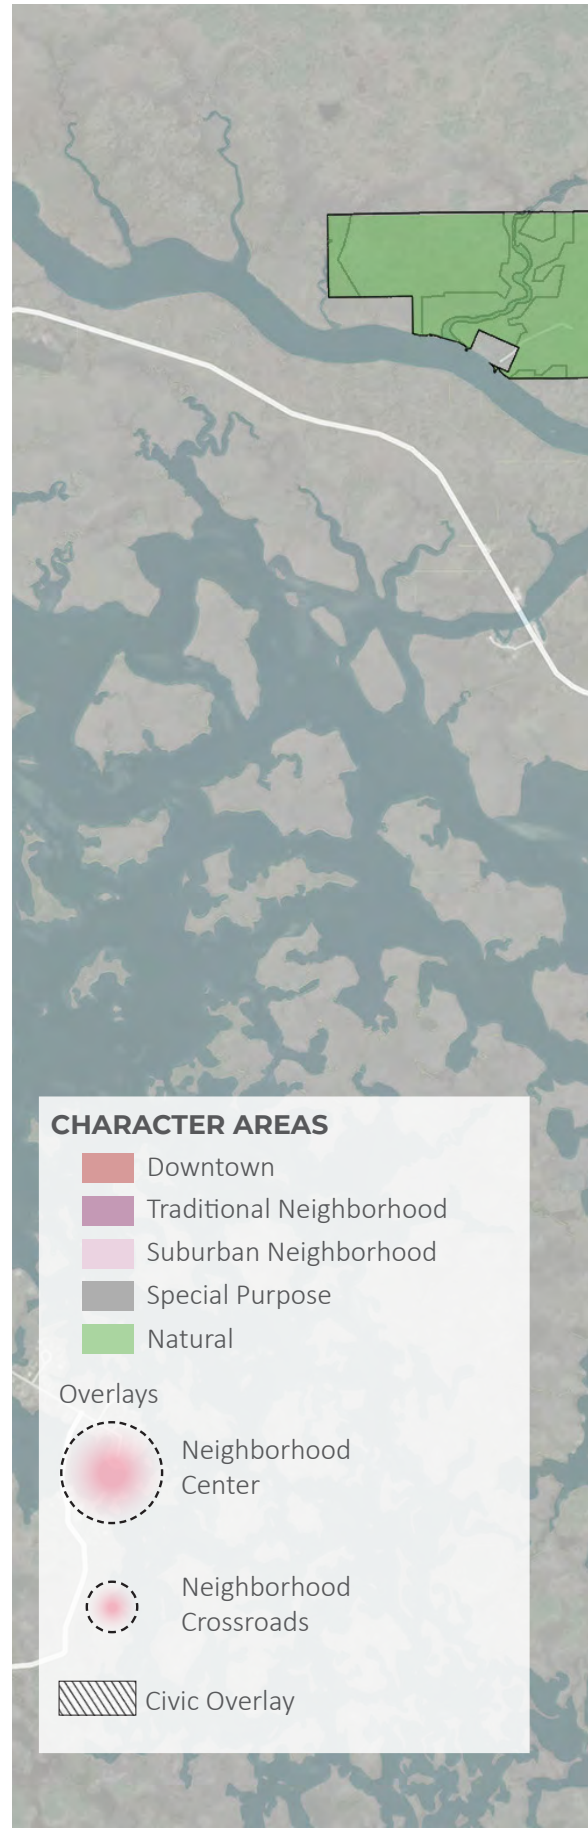 CHARACTER AREAS
Downtown
Traditional Neighborhood
Suburban Neighborhood
Special Purpose
Natural
Overlays
Neighborhood
Center
Neighborhood
Crossroads
Civic Overlay